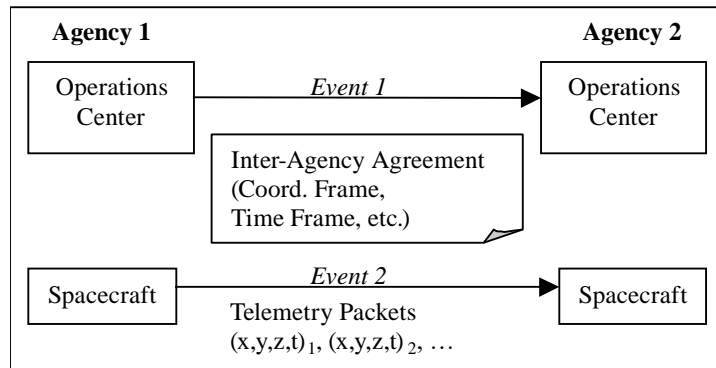 Agency 1
Agency 2
Operations
Center
Event 1
Operations
Center
Inter-Agency Agreement
(Coord. Frame,
Time Frame, etc.)
Spacecraft
Event 2
Spacecraft
Telemetry Packets
(x,y,z,t)₁, (x,y,z,t)₂, …